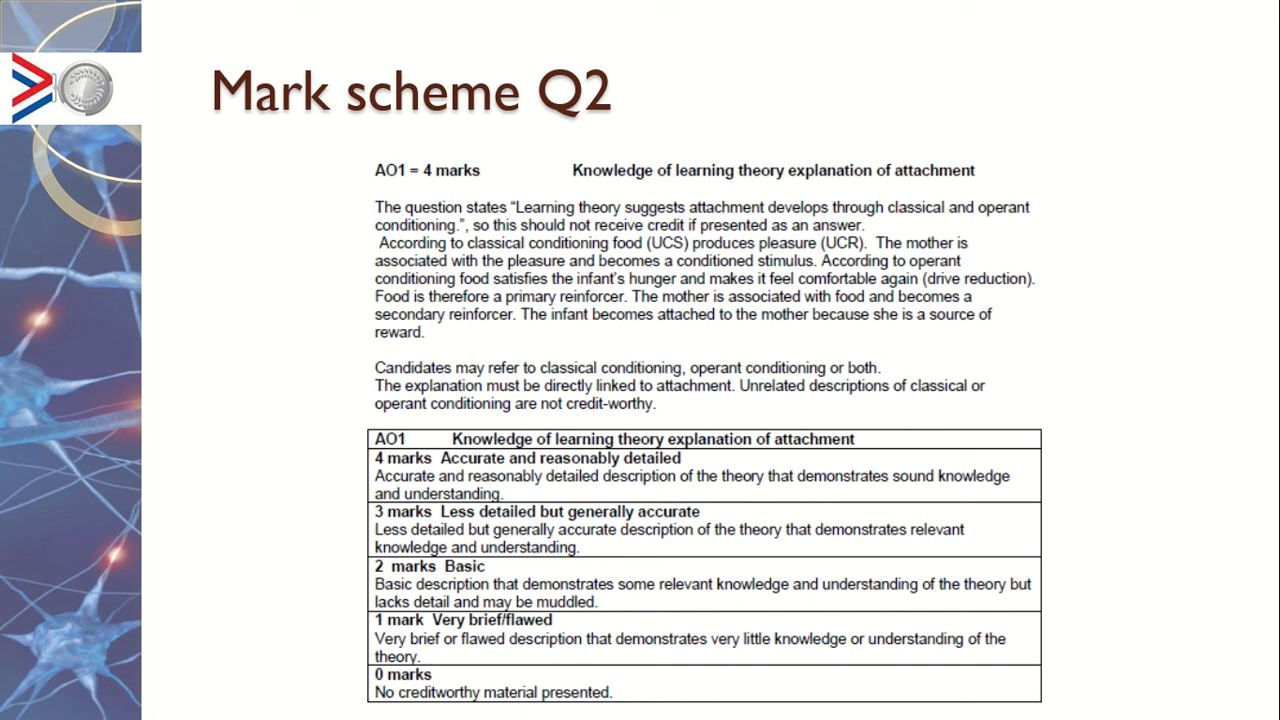 Mark scheme Q2
AO1 = 4 marks Knowledge of learning theory explanation of attachment
The question states “Learning theory suggests attachment develops through classical and operant
conditioning.”, so this should not receive credit if presented as an answer.
According to classical conditioning food (UCS) produces pleasure (UCR). The mother is
associated with the pleasure and becomes a conditioned stimulus. According to operant
conditioning food satisfies the infant’s hunger and makes it feel comfortable again (drive reduction).
Food is therefore a primary reinforcer. The mother is associated with food and becomes a
secondary reinforcer. The infant becomes attached to the mother because she is a source of
reward.
Candidates may refer to classical conditioning, operant conditioning or both.
The explanation must be directly linked to attachment. Unrelated descriptions of classical or
operant conditioning are not credit-worthy.
AO1 Knowledge of learning theory explanation of attachment
4 marks Accurate and reasonably detailed
Accurate and reasonably detailed description of the theory that demonstrates sound knowledge
and understanding.
3 marks Less detailed but generally accurate
Less detailed but generally accurate description of the theory that demonstrates relevant
knowledge and understanding.
2 marks Basic
Basic description that demonstrates some relevant knowledge and understanding of the theory but
lacks detail and may be muddled.
1 mark Very brief/flawed
Very brief or flawed description that demonstrates very little knowledge or understanding of the
theory.
0 marks
No creditworthy material presented.